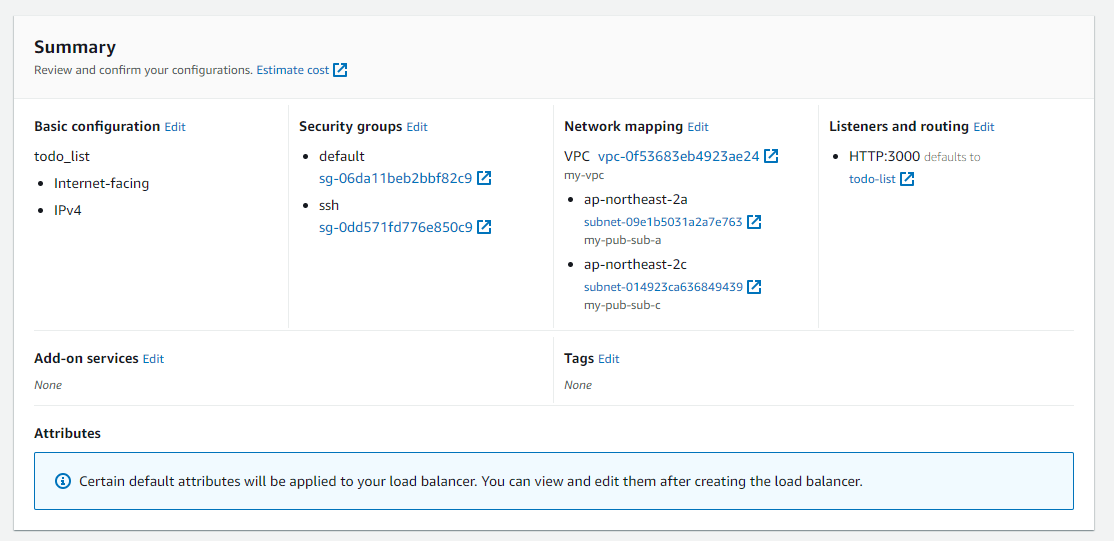 Summary
Review and confirm your configurations. Estimate cost
Basic configuration Edit
todo_list
Internet-facing
IPv4
Security groups Edit
default
sg-06da11beb2bbf82c9
ssh
sg-0dd571fd776e850c9
Network mapping Edit
VPC vpc-0f53683eb4923ae24
my-vpc
ap-northeast-2a
subnet-09e1b5031a2a7e763
my-pub-sub-a
ap-northeast-2c
subnet-014923ca636849439
my-pub-sub-c
Listeners and routing Edit
HTTP:3000 defaults to
todo-list
Add-on services Edit
None
Tags Edit
None
Attributes
Certain default attributes will be applied to your load balancer. You can view and edit them after creating the load balancer.